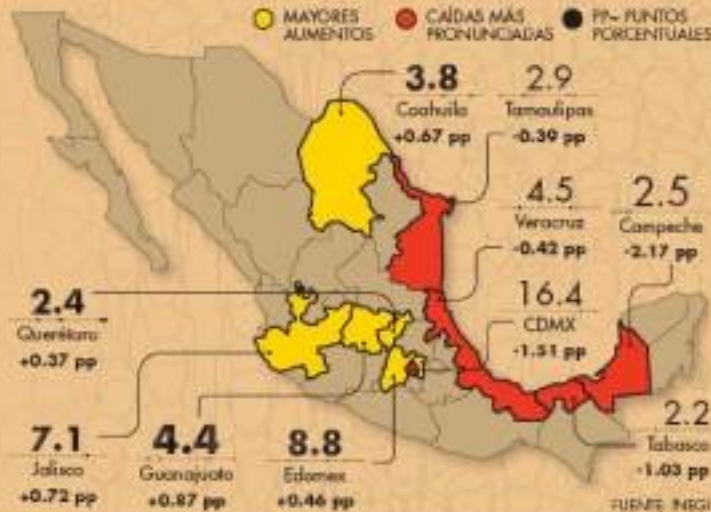 MAYORES
AUMENTOS
CAÍDAS MÁS
PRONUNCIADAS
PP= PUNTOS
PORCENTUALES
3.8
Coahuila
+0.67 pp
2.9
Tamaulipas
-0.39 pp
4.5
Veracruz
-0.42 pp
2.5
Campeche
-2.17 pp
2.4
Querétaro
+0.37 pp
16.4
CDMX
-1.51 pp
7.1
Jalisco
+0.72 pp
4.4
Guanajuato
+0.87 pp
8.8
Edomex
+0.46 pp
2.2
Tabasco
-1.03 pp
FUENTE: INEGI